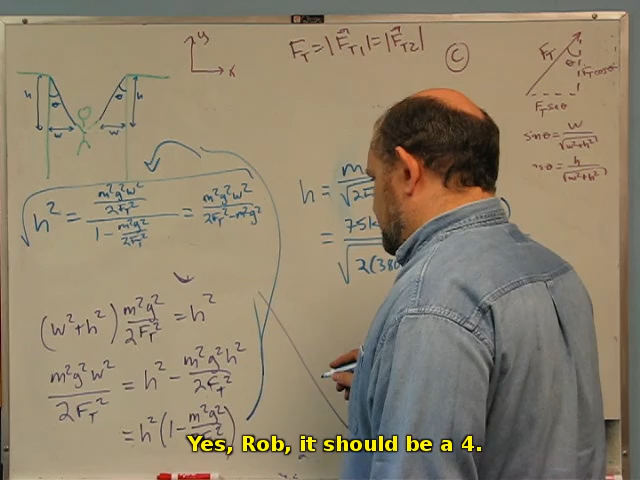 y
x
F_T = |F_T1| = |F_T2|
C
F_T
θ
F_T cosθ
F_T sinθ
sinθ = w / √(w²+h²)
h / √(w²+h²)
h θ θ h
w w
h² = (m²g²w² / 2F_T²) / (1 - m²g² / 2F_T²) = m²g²w² / (2F_T² - m²g²)
h = m
√2F
= 75k
√2(380
(w²+h²) m²g² / 2F_T² = h²
m²g²w² / 2F_T² = h² - m²g²h² / 2F_T²
= h² (1 - m²g²
Yes, Rob, it should be a 4.